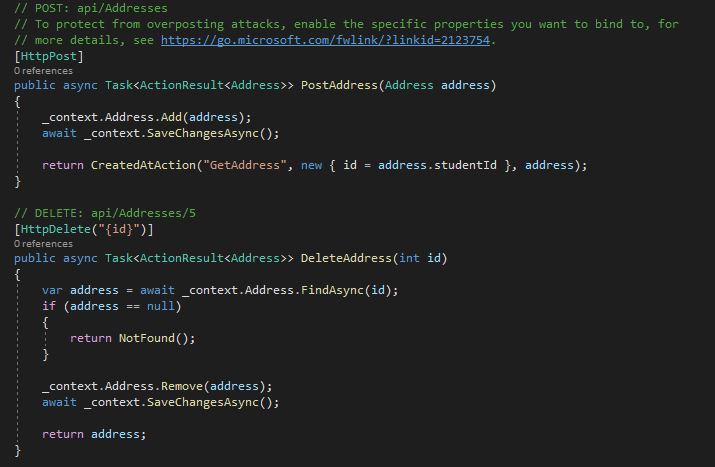 // POST: api/Addresses
// To protect from overposting attacks, enable the specific properties you want to bind to, for
// more details, see https://go.microsoft.com/fwlink/?linkid=2123754.
[HttpPost]
0 references
public async Task<ActionResult<Address>> PostAddress(Address address)
{
    _context.Address.Add(address);
    await _context.SaveChangesAsync();

    return CreatedAtAction("GetAddress", new { id = address.studentId }, address);
}

// DELETE: api/Addresses/5
[HttpDelete("{id}")]
0 references
public async Task<ActionResult<Address>> DeleteAddress(int id)
{
    var address = await _context.Address.FindAsync(id);
    if (address == null)
    {
        return NotFound();
    }

    _context.Address.Remove(address);
    await _context.SaveChangesAsync();

    return address;
}